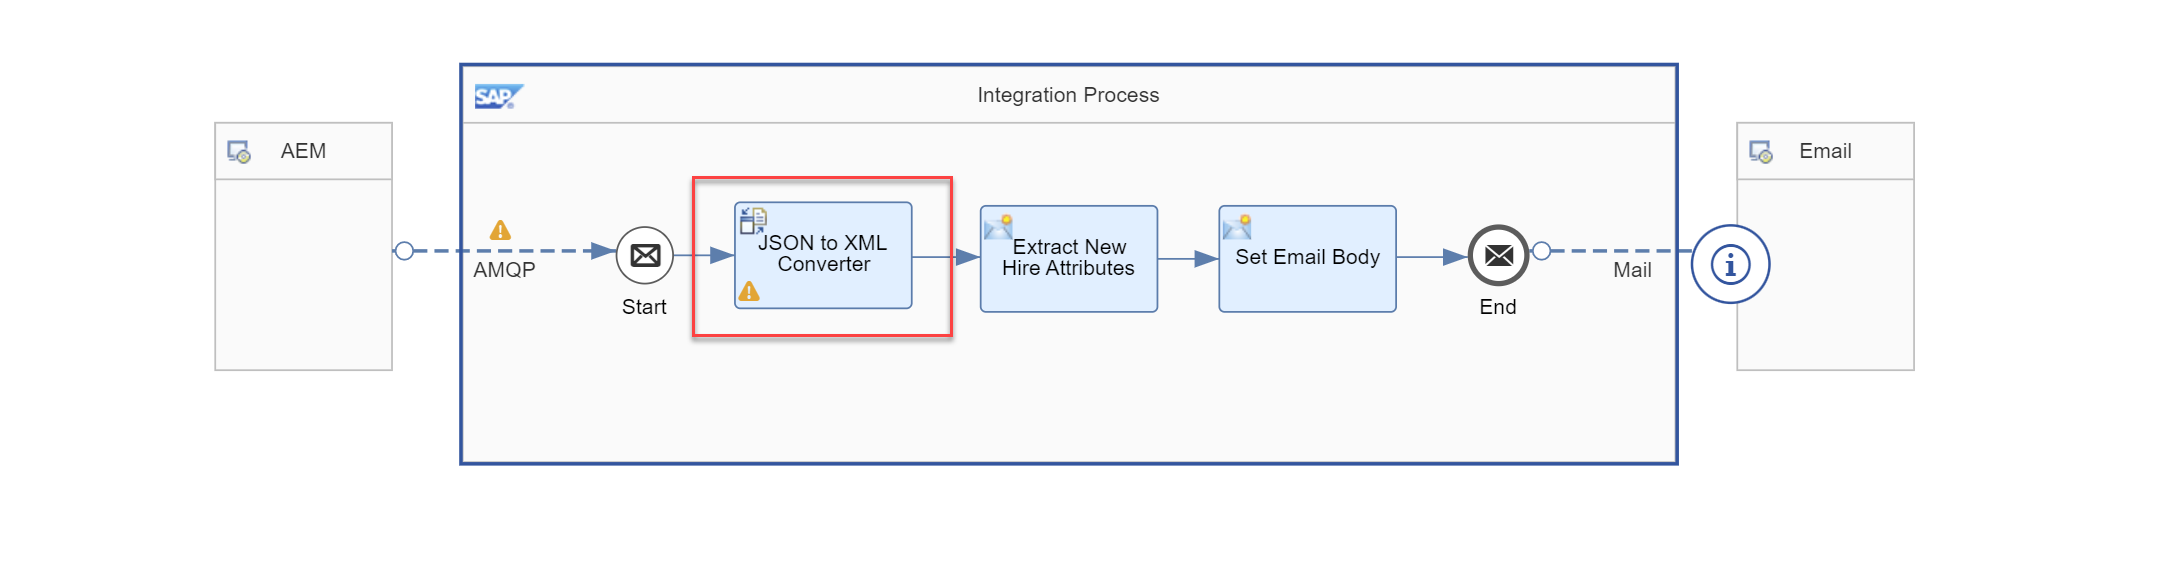 SAP
Integration Process
AEM
Email
AMQP
Start
JSON to XML
Converter
Extract New
Hire Attributes
Set Email Body
End
Mail